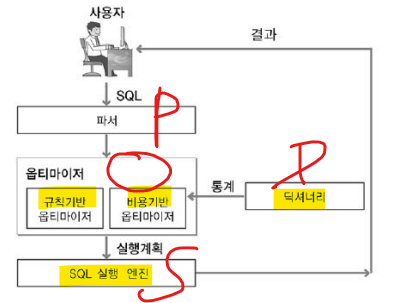 사용자
결과
SQL
P
파서
옵티마이저
규칙기반
옵티마이저
비용기반
옵티마이저
통계
D
딕셔너리
실행계획
SQL 실행 엔진
S